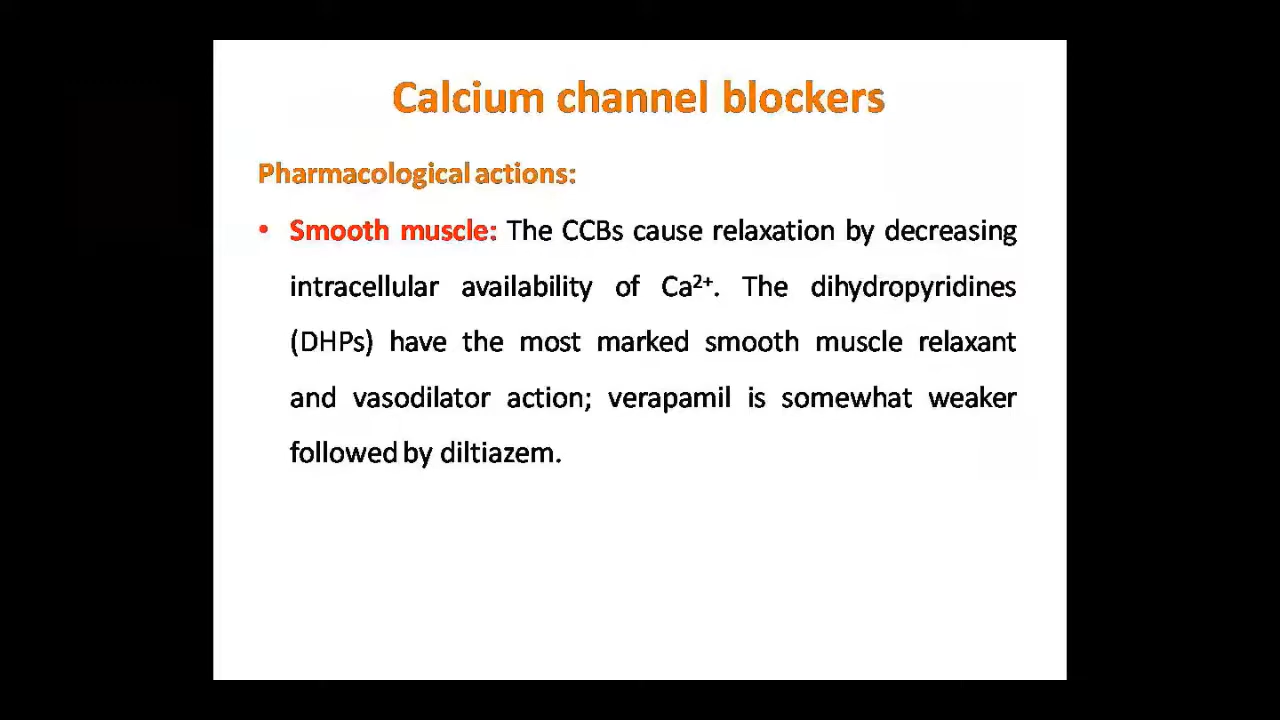 Calcium channel blockers
Pharmacological actions:
• Smooth muscle: The CCBs cause relaxation by decreasing
intracellular availability of Ca²⁺. The dihydropyridines
(DHPs) have the most marked smooth muscle relaxant
and vasodilator action; verapamil is somewhat weaker
followed by diltiazem.